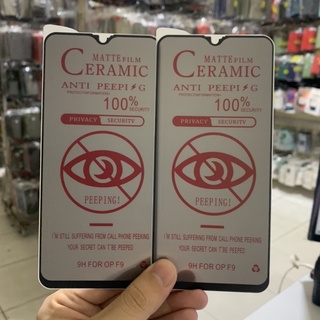 MATTE FILM
CERAMIC
ANTI PEEPI⚡G
100%
SECURITY
PRIVACY SECURITY
PEEPING!
I'M STILL SUFFERING FROM CALL PHONE PEEKING
YOUR SECRET CAN T'BE PEEPED
9H FOR OP F9
MATTE FILM
CERAMIC
ANTI PEEPI⚡G
100%
SECURITY
PRIVACY SECURITY
PEEPING!
I'M STILL SUFFERING FROM CALL PHONE PEEKING
YOUR SECRET CAN T'BE PEEPED
9H FOR OP F9